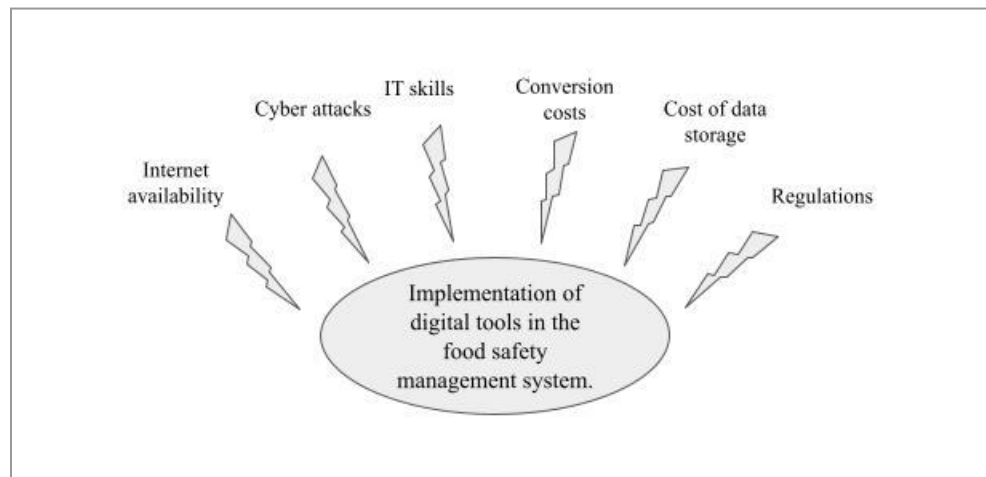 Internet
availability
Cyber attacks
IT skills
Conversion
costs
Cost of data
storage
Regulations
Implementation of
digital tools in the
food safety
management system.